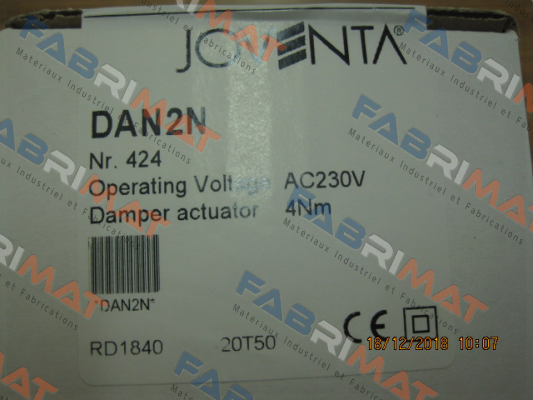 JOVENTA®
DAN2N
Nr. 424
Operating Voltage AC230V
Damper actuator 4Nm
*DAN2N*
RD1840 20T50 CE
18/12/2018 10:07
FABRIMAT
Materiaux Industriel et Fabrications